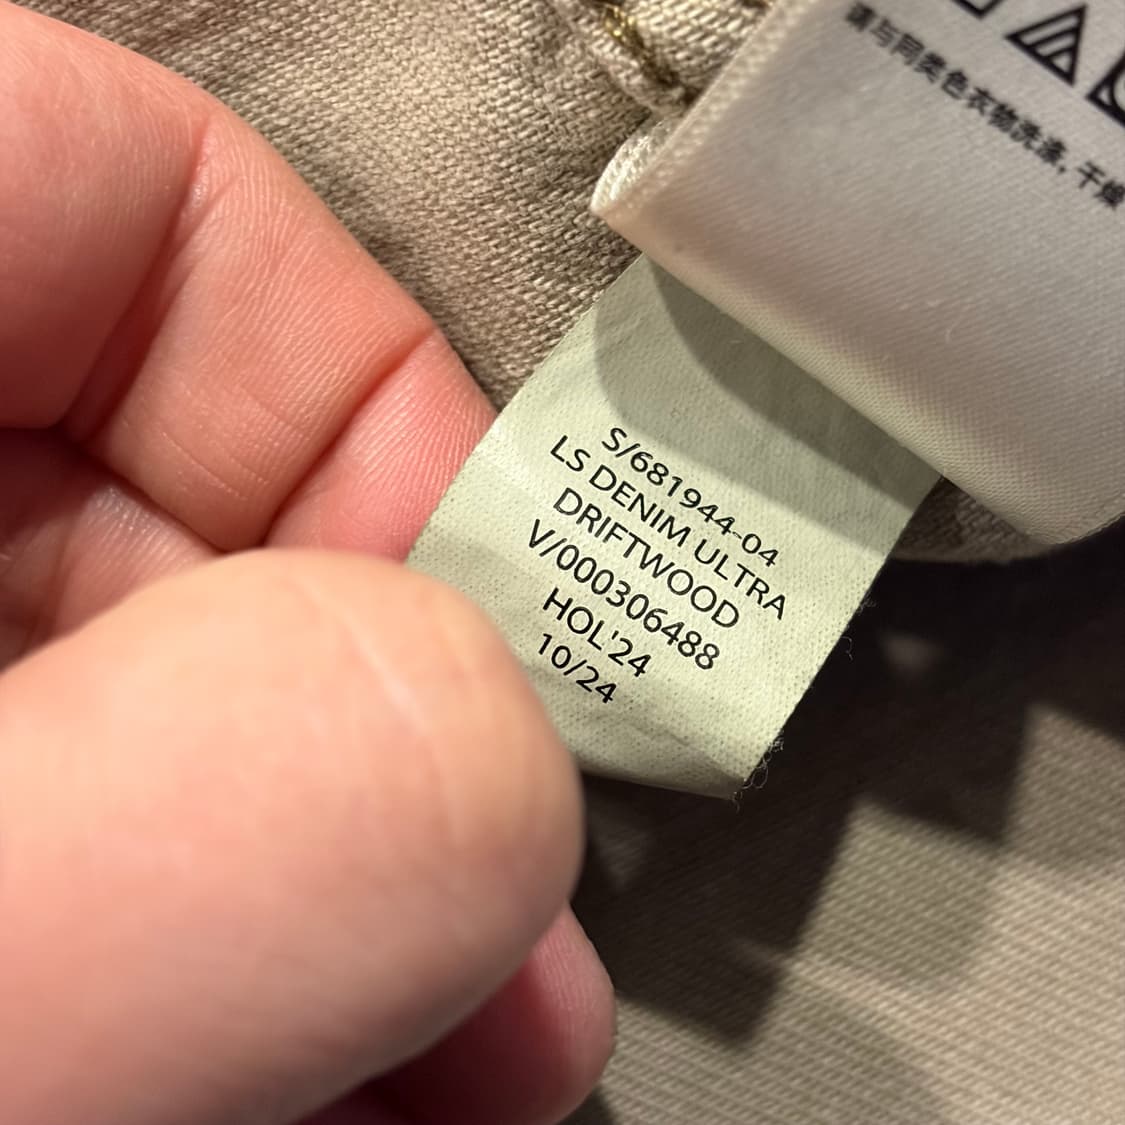 请与同类色衣物洗涤，干燥
S/681944-04
LS DENIM ULTRA
DRIFTWOOD
V/000306488
HOL'24
10/24